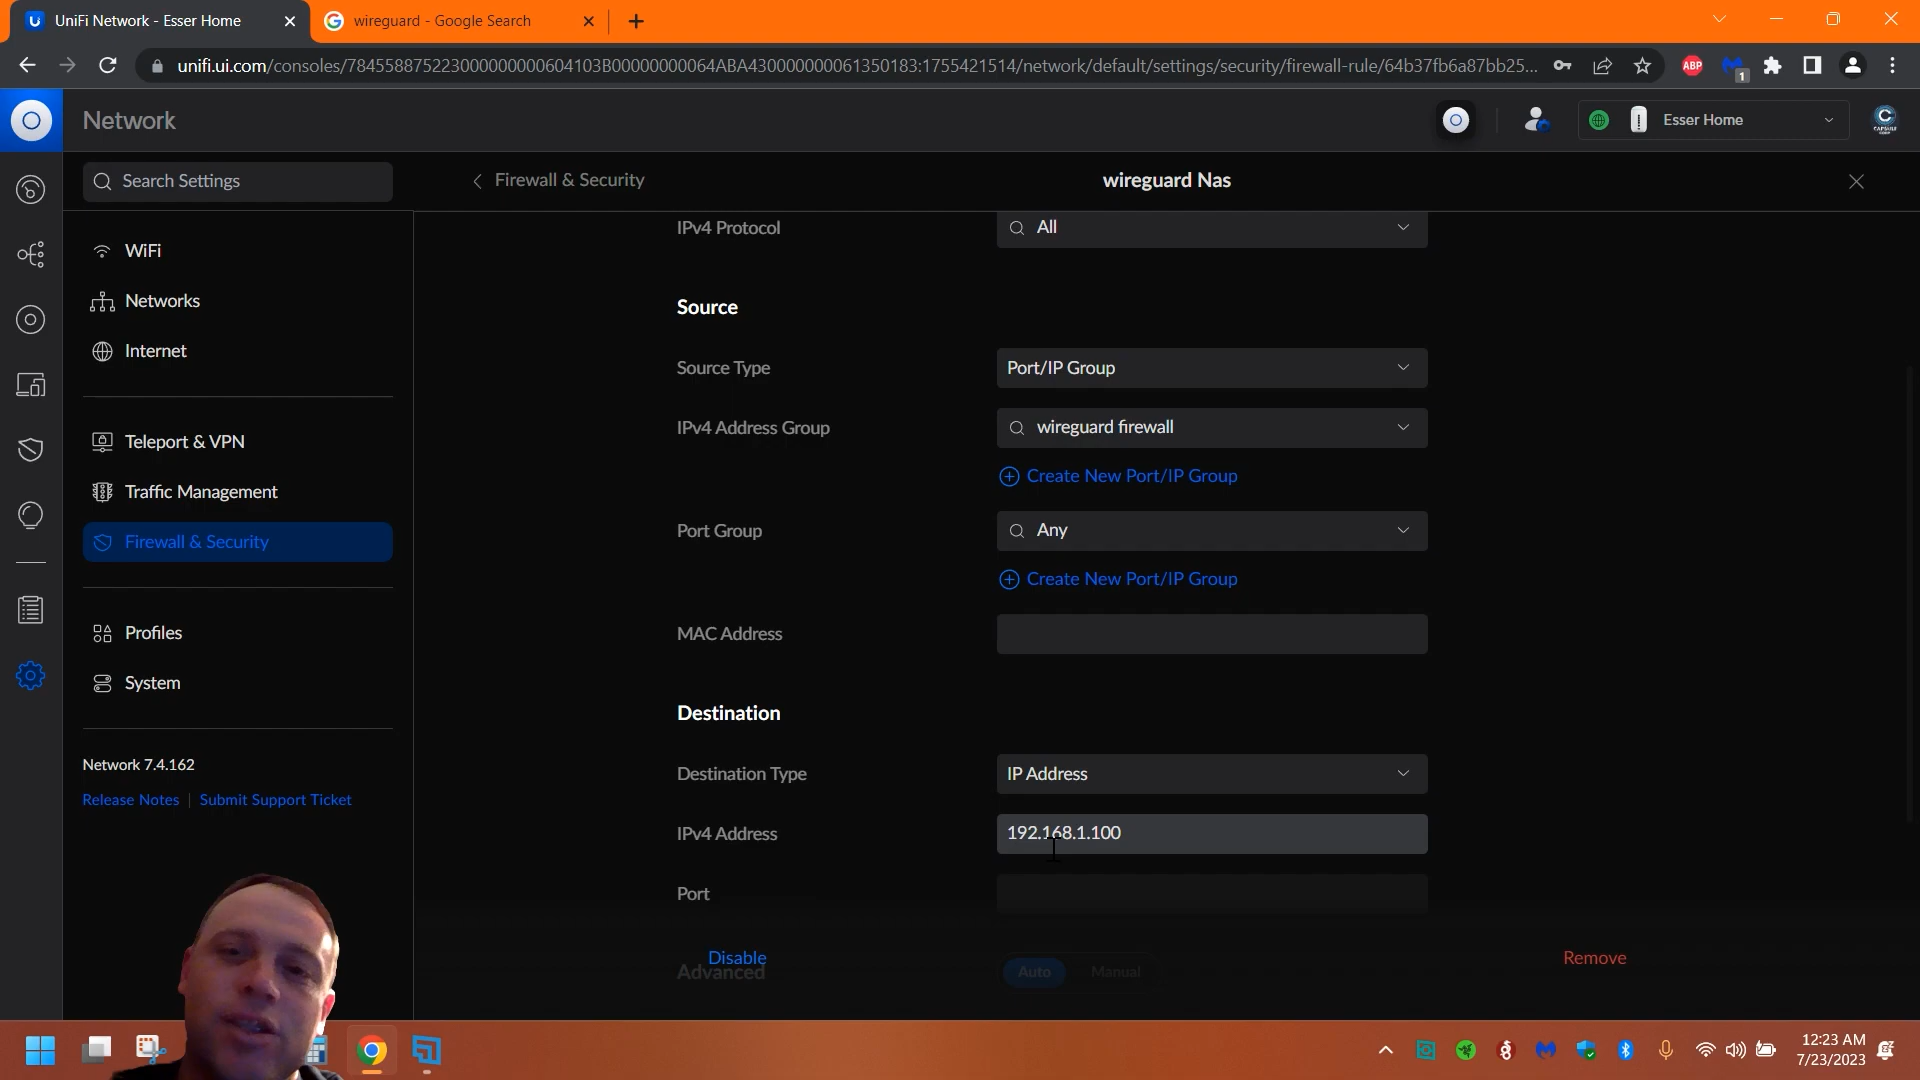 UniFi Network - Esser Home
wireguard - Google Search
unifi.ui.com/consoles/784558875223000000000604103B00000000064ABA430000000061350183:1755421514/network/default/settings/security/firewall-rule/64b37fb6a87bb25...
ABP
1
Network
Esser Home
Search Settings
Firewall & Security
wireguard Nas
WiFi
Networks
Internet
Teleport & VPN
Traffic Management
Firewall & Security
Profiles
System
Network 7.4.162
Release Notes
Submit Support Ticket
IPv4 Protocol
All
Source
Source Type
Port/IP Group
IPv4 Address Group
wireguard firewall
Create New Port/IP Group
Port Group
Any
Create New Port/IP Group
MAC Address
Destination
Destination Type
IP Address
IPv4 Address
192.168.1.100
Port
Disable
Remove
Advanced
Auto
Manual
12:23 AM
7/23/2023